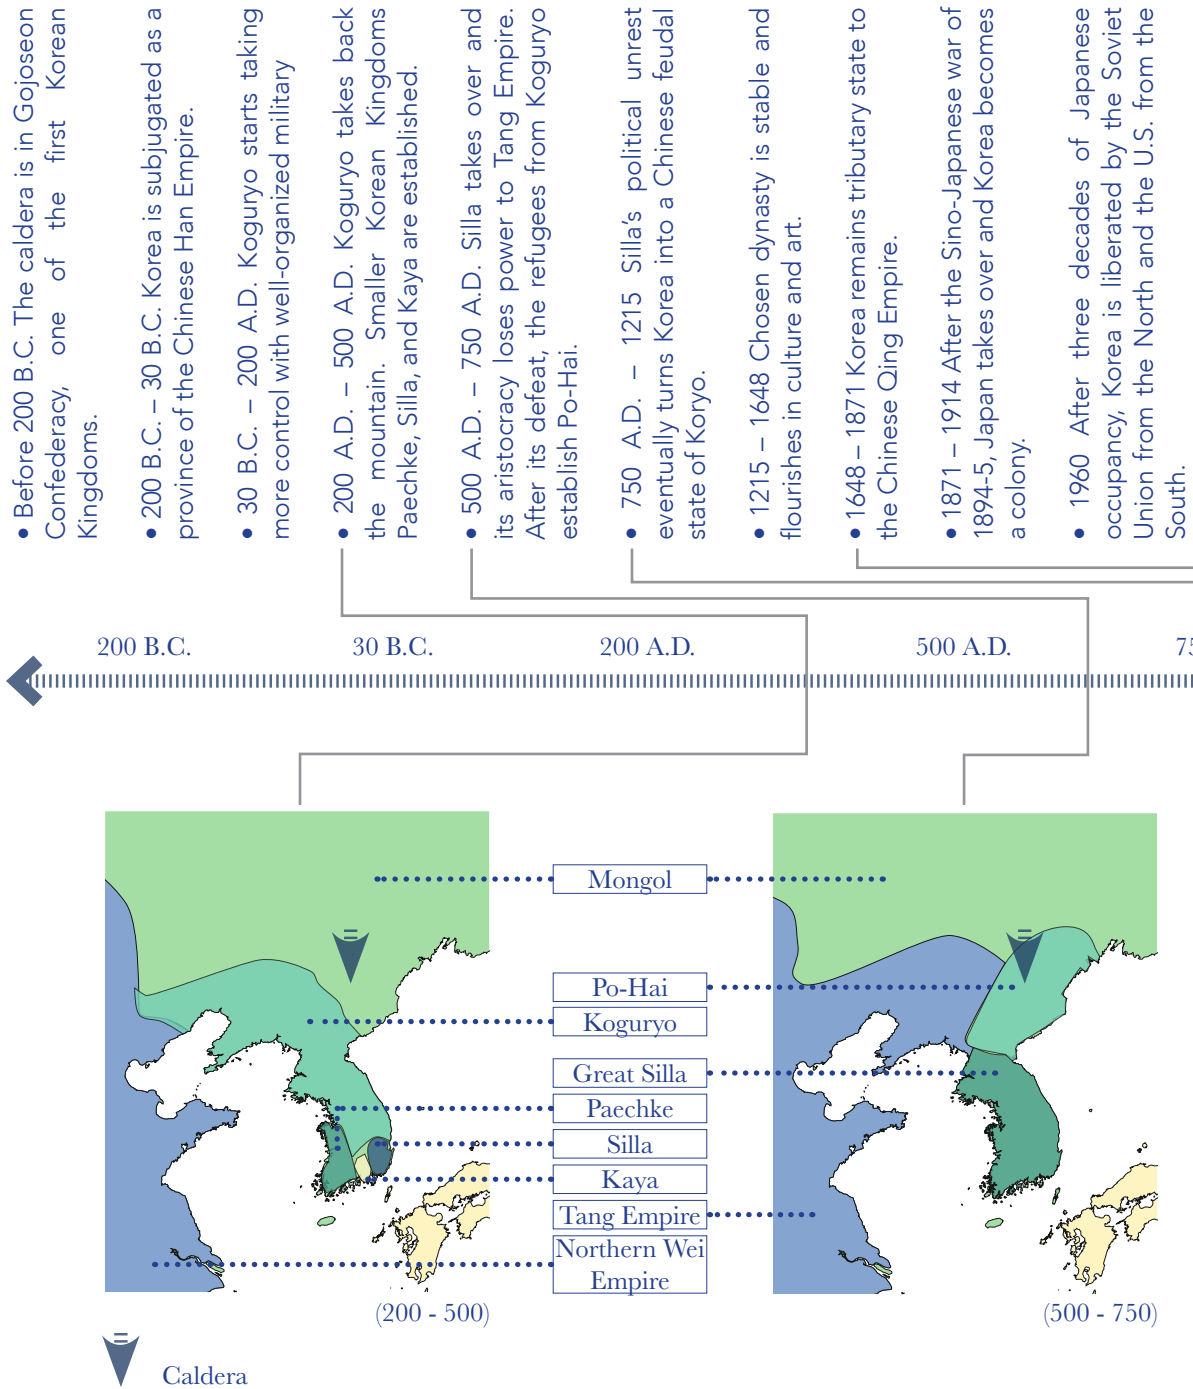 • Before 200 B.C. The caldera is in Gojoseon
Confederacy, one of the first Korean
Kingdoms.
• 200 B.C. – 30 B.C. Korea is subjugated as a
province of the Chinese Han Empire.
• 30 B.C. – 200 A.D. Koguryo starts taking
more control with well-organized military
• 200 A.D. – 500 A.D. Koguryo takes back
the mountain. Smaller Korean Kingdoms
Paechke, Silla, and Kaya are established.
• 500 A.D. – 750 A.D. Silla takes over and
its aristocracy loses power to Tang Empire.
After its defeat, the refugees from Koguryo
establish Po-Hai.
• 750 A.D. – 1215 Silla's political unrest
eventually turns Korea into a Chinese feudal
state of Koryo.
• 1215 – 1648 Chosen dynasty is stable and
flourishes in culture and art.
• 1648 – 1871 Korea remains tributary state to
the Chinese Qing Empire.
• 1871 – 1914 After the Sino-Japanese war of
1894-5, Japan takes over and Korea becomes
a colony.
• 1960 After three decades of Japanese
occupancy, Korea is liberated by the Soviet
Union from the North and the U.S. from the
South.
200 B.C. 30 B.C. 200 A.D. 500 A.D. 75
Mongol
Po-Hai
Koguryo
Great Silla
Paechke
Silla
Kaya
Tang Empire
Northern Wei
Empire
(200 - 500)
(500 - 750)
Caldera